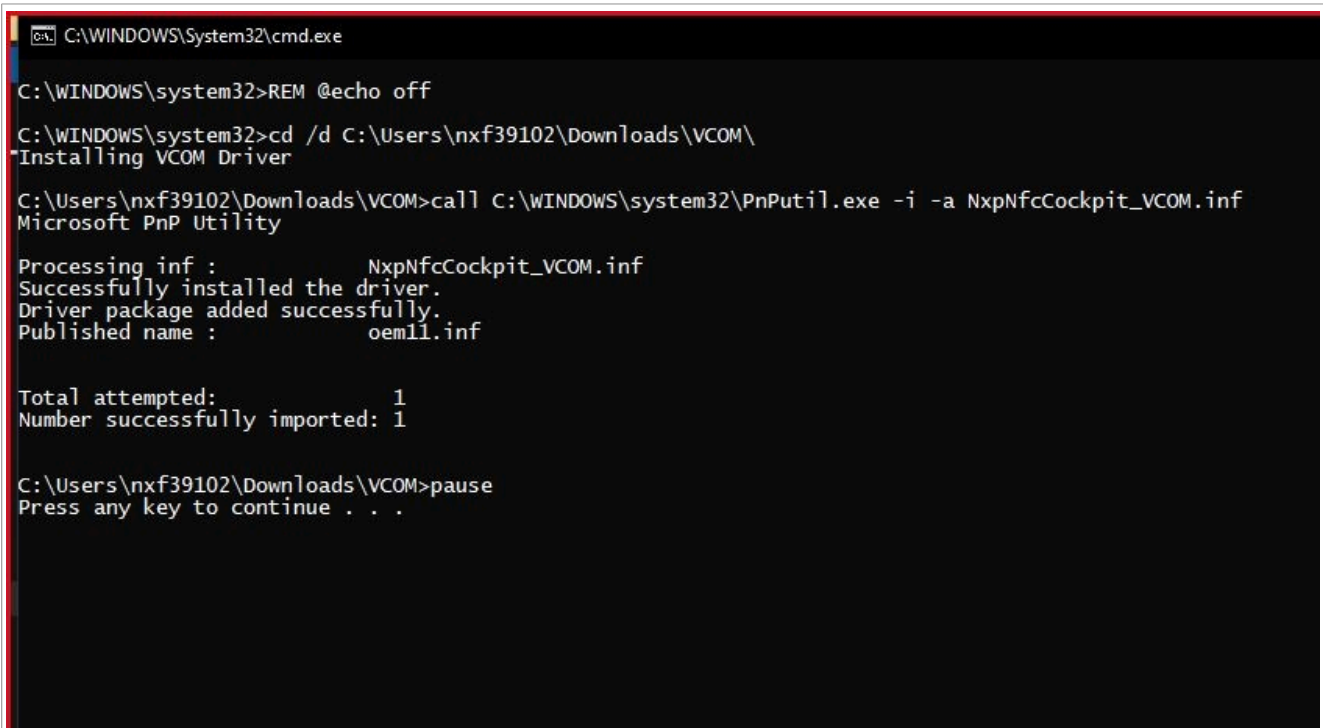 C:\WINDOWS\System32\cmd.exe
C:\WINDOWS\system32>REM @echo off
C:\WINDOWS\system32>cd /d C:\Users\nxf39102\Downloads\VCOM\
Installing VCOM Driver
C:\Users\nxf39102\Downloads\VCOM>call C:\WINDOWS\system32\PnPutil.exe -i -a NxpNfcCockpit_VCOM.inf
Microsoft PnP Utility
Processing inf : NxpNfcCockpit_VCOM.inf
Successfully installed the driver.
Driver package added successfully.
Published name : oem11.inf
Total attempted: 1
Number successfully imported: 1
C:\Users\nxf39102\Downloads\VCOM>pause
Press any key to continue . . .